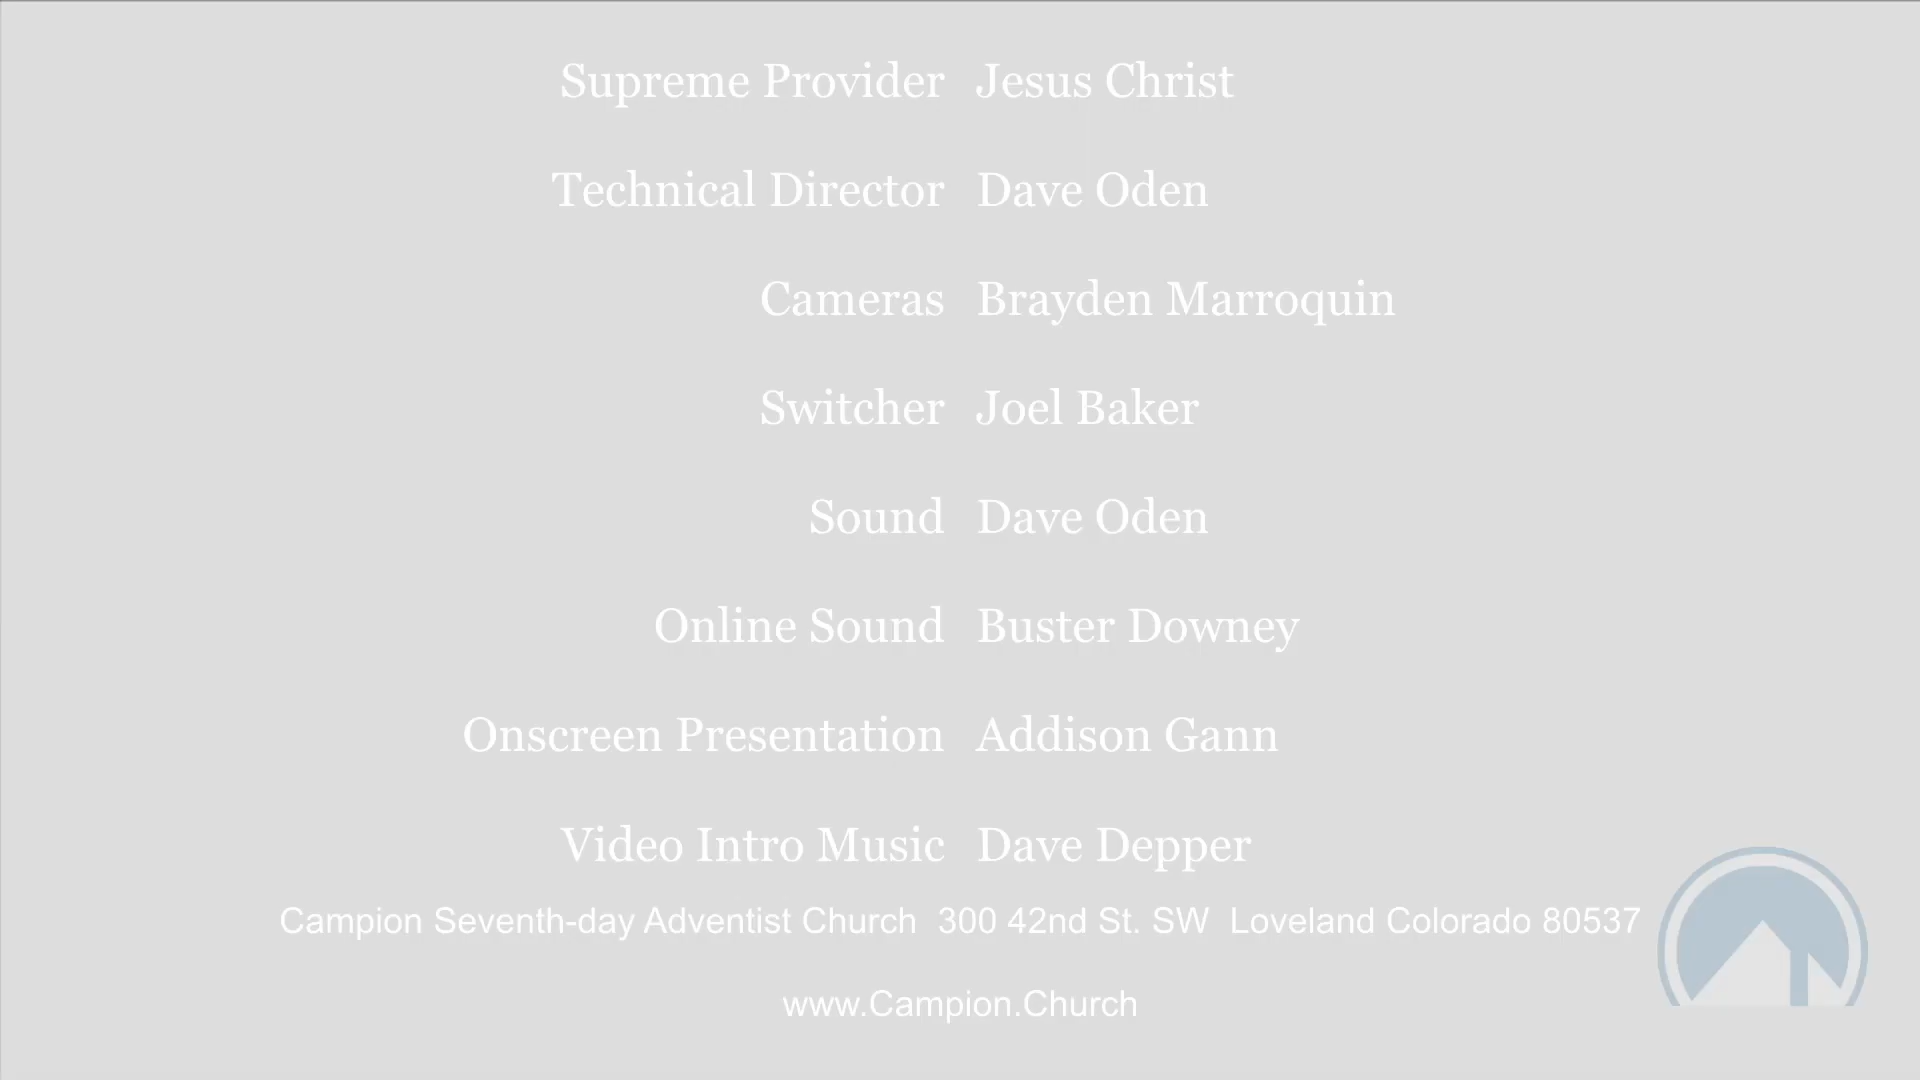 Supreme Provider Jesus Christ
Technical Director Dave Oden
Cameras Brayden Marroquin
Switcher Joel Baker
Sound Dave Oden
Online Sound Buster Downey
Onscreen Presentation Addison Gann
Video Intro Music Dave Depper
Campion Seventh-day Adventist Church 300 42nd St. SW Loveland Colorado 80537
www.Campion.Church